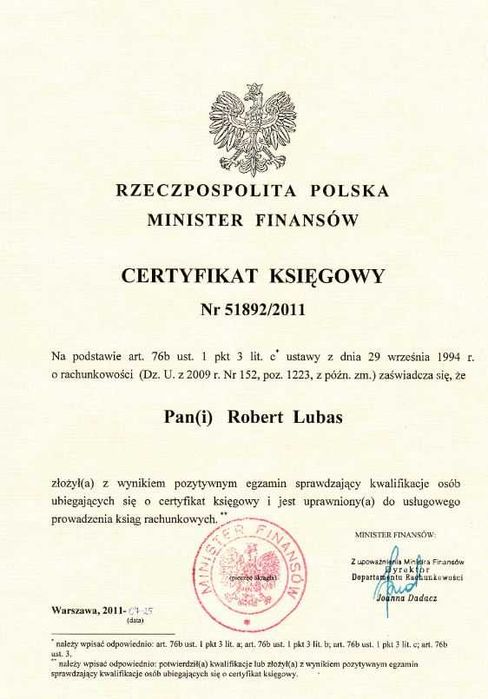 RZECZPOSPOLITA POLSKA
MINISTER FINANSÓW
CERTYFIKAT KSIĘGOWY
Nr 51892/2011
Na podstawie art. 76b ust. 1 pkt 3 lit. c* ustawy z dnia 29 września 1994 r.
o rachunkowości (Dz. U. z 2009 r. Nr 152, poz. 1223, z późn. zm.) zaświadcza się, że
Pan(i) Robert Lubas
złożył(a) z wynikiem pozytywnym egzamin sprawdzający kwalifikacje osób
ubiegających się o certyfikat księgowy i jest uprawniony(a) do usługowego
prowadzenia ksiąg rachunkowych. **
MINISTER FINANSÓW
(pieczęć okrągła)
MINISTER FINANSÓW:
Z upoważnienia Ministra Finansów
Dyrektor
Departamentu Rachunkowości
Joanna Dadacz
Warszawa, 2011-
(data)
* należy wpisać odpowiednio: art. 76b ust. 1 pkt 3 lit. a; art. 76b ust. 1 pkt 3 lit. b; art. 76b ust. 1 pkt 3 lit. c; art. 76b
ust. 3.
** należy wpisać odpowiednio: potwierdził(a) kwalifikacje lub złożył(a) z wynikiem pozytywnym egzamin
sprawdzający kwalifikacje osób ubiegających się o certyfikat księgowy.